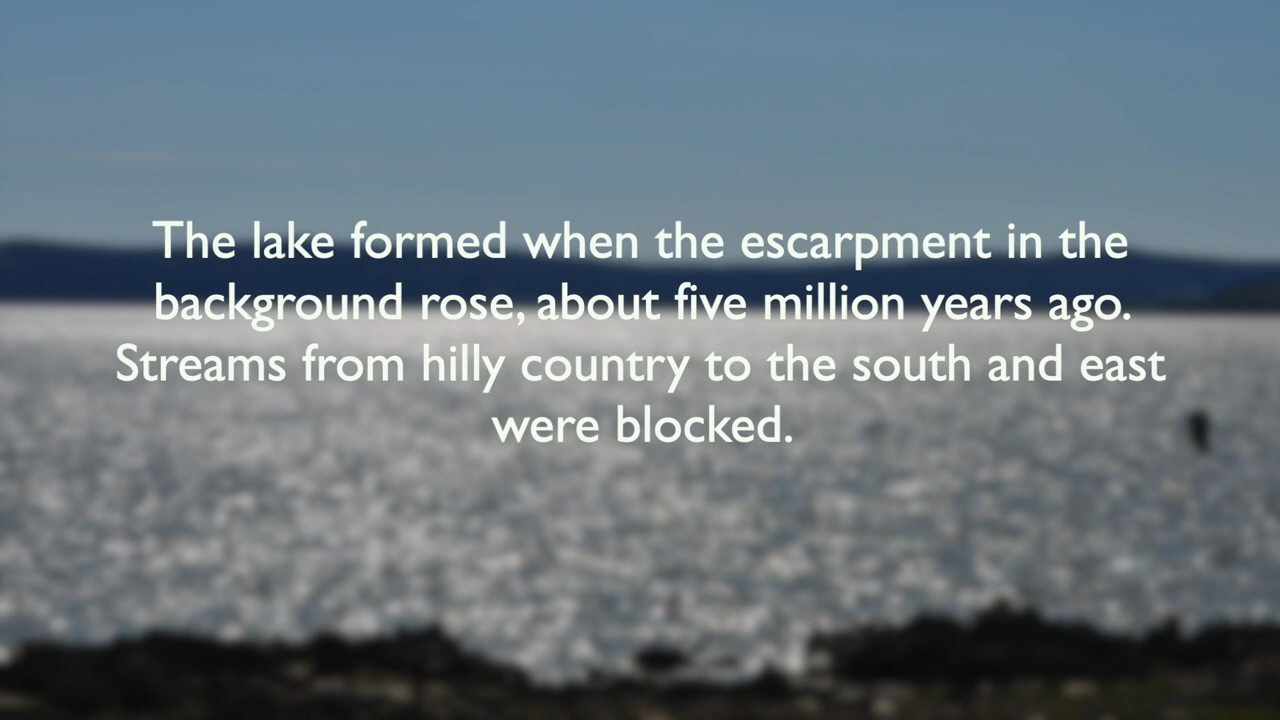 The lake formed when the escarpment in the
background rose, about five million years ago.
Streams from hilly country to the south and east
were blocked.